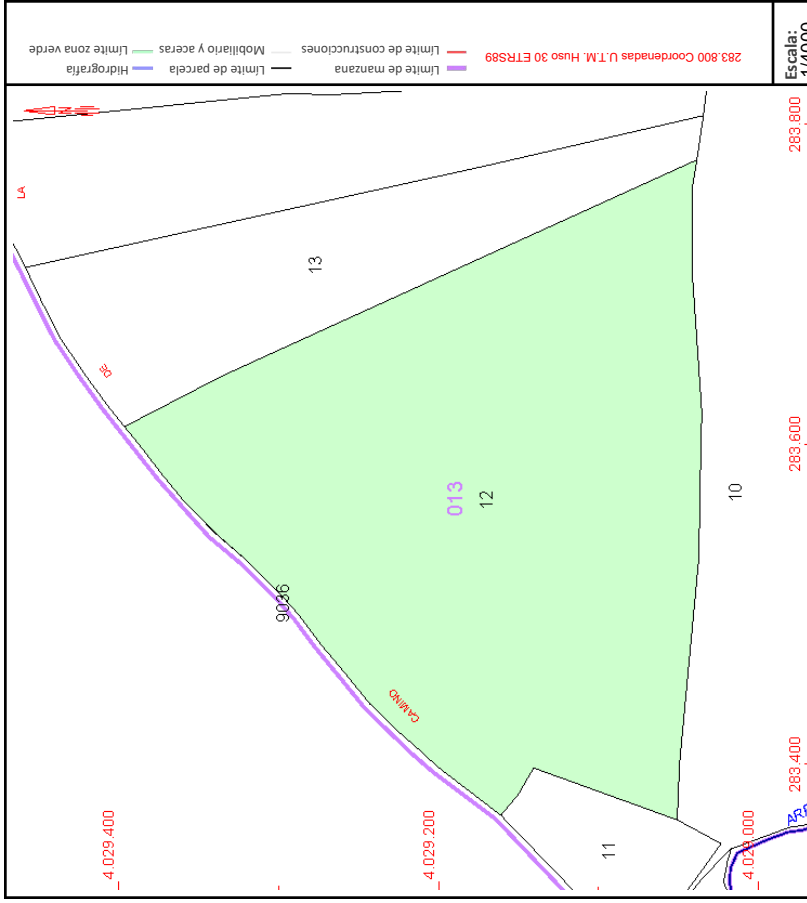 283.800 Coordenadas U.T.M. Huso 30 ETRS89
Límite de manzana
Límite de construcciones
Límite de parcela
Mobiliario y aceras
Hidrografía
Límite zona verde
Escala:
1/4000
LA
DE
CAMINO
13
013
12
9036
10
11
283.800
283.600
283.400
4.029.400
4.029.200
4.029.000